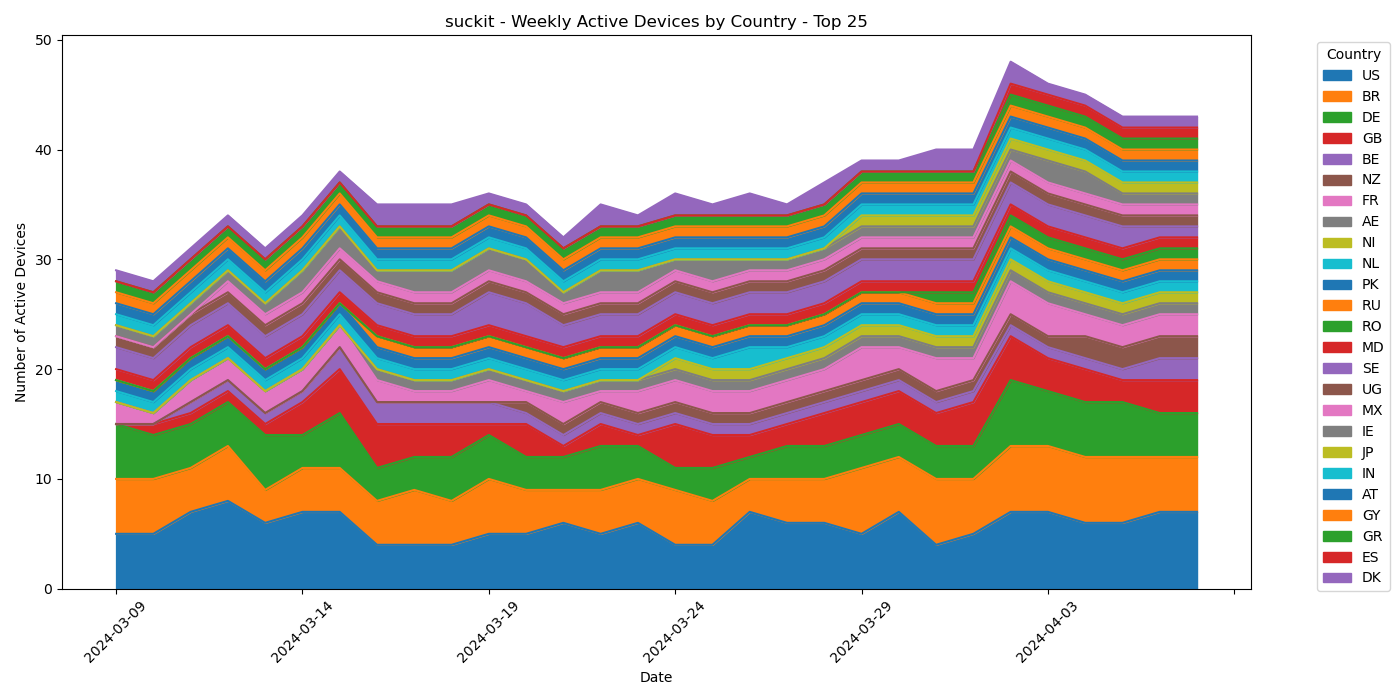 suckit - Weekly Active Devices by Country - Top 25
50
40
30
20
10
0
Number of Active Devices
2024-03-09
2024-03-14
2024-03-19
2024-03-24
2024-03-29
2024-04-03
Date
Country
US
BR
DE
GB
BE
NZ
FR
AE
NI
NL
PK
RU
RO
MD
SE
UG
MX
IE
JP
IN
AT
GY
GR
ES
DK